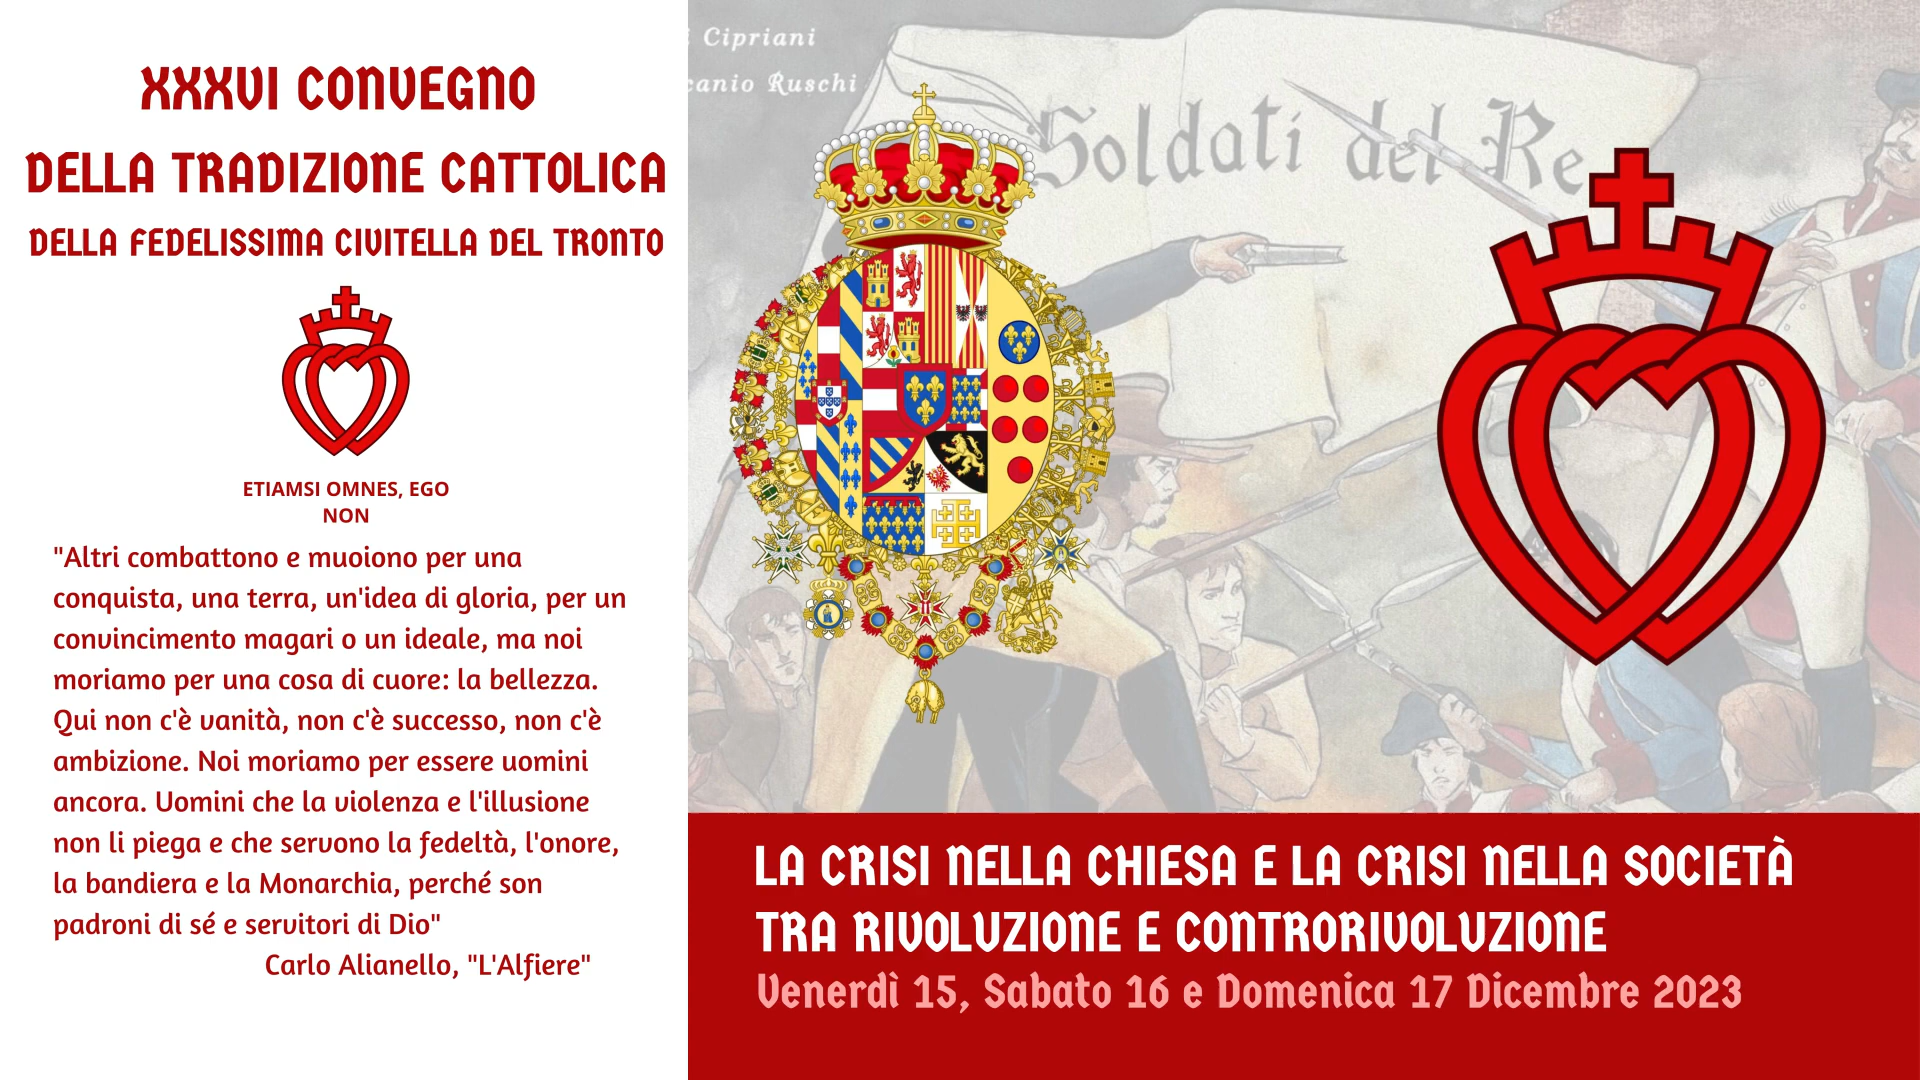 XXXVI CONVEGNO
DELLA TRADIZIONE CATTOLICA
DELLA FEDELISSIMA CIVITELLA DEL TRONTO
ETIAMSI OMNES, EGO
NON
"Altri combattono e muoiono per una
conquista, una terra, un'idea di gloria, per un
convincimento magari o un ideale, ma noi
moriamo per una cosa di cuore: la bellezza.
Qui non c'è vanità, non c'è successo, non c'è
ambizione. Noi moriamo per essere uomini
ancora. Uomini che la violenza e l'illusione
non li piega e che servono la fedeltà, l'onore,
la bandiera e la Monarchia, perché son
padroni di sé e servitori di Dio"
Carlo Alianello, "L'Alfiere"
i Cipriani
canio Ruschi
Soldati del Re
LA CRISI NELLA CHIESA E LA CRISI NELLA SOCIETÀ
TRA RIVOLUZIONE E CONTRORIVOLUZIONE
Venerdì 15, Sabato 16 e Domenica 17 Dicembre 2023